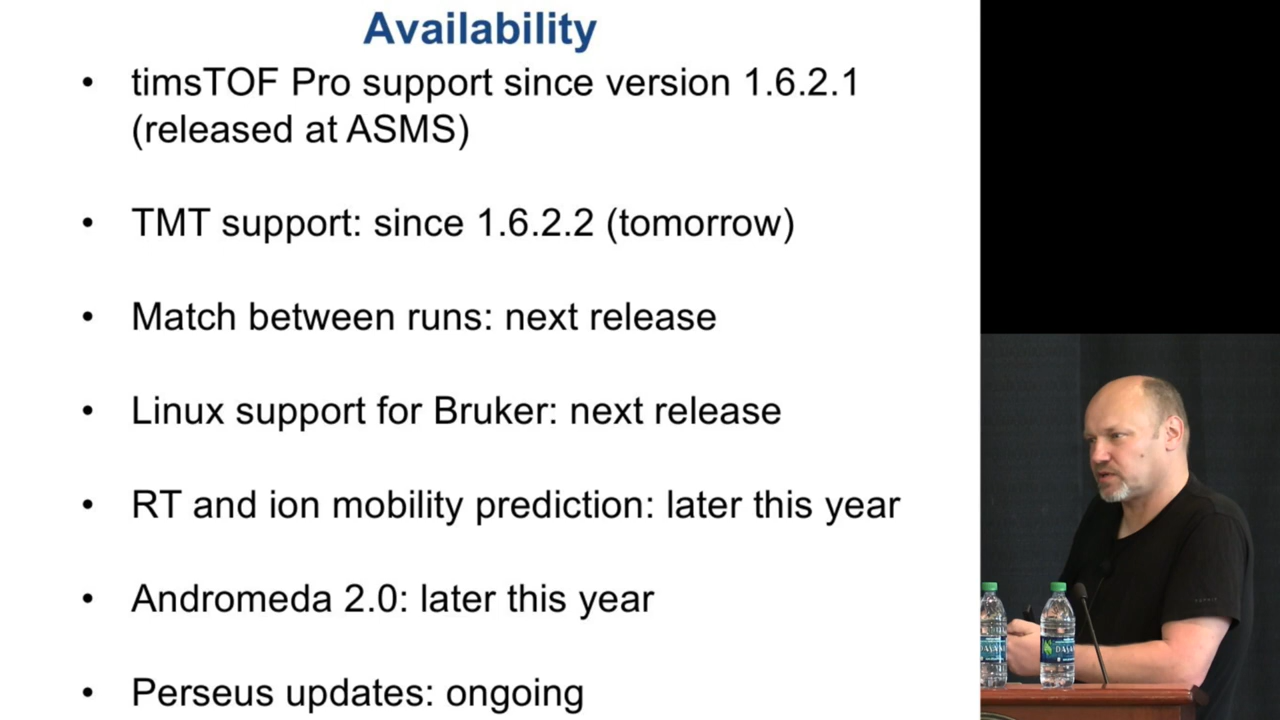 Availability
• timsTOF Pro support since version 1.6.2.1
(released at ASMS)
• TMT support: since 1.6.2.2 (tomorrow)
• Match between runs: next release
• Linux support for Bruker: next release
• RT and ion mobility prediction: later this year
• Andromeda 2.0: later this year
• Perseus updates: ongoing